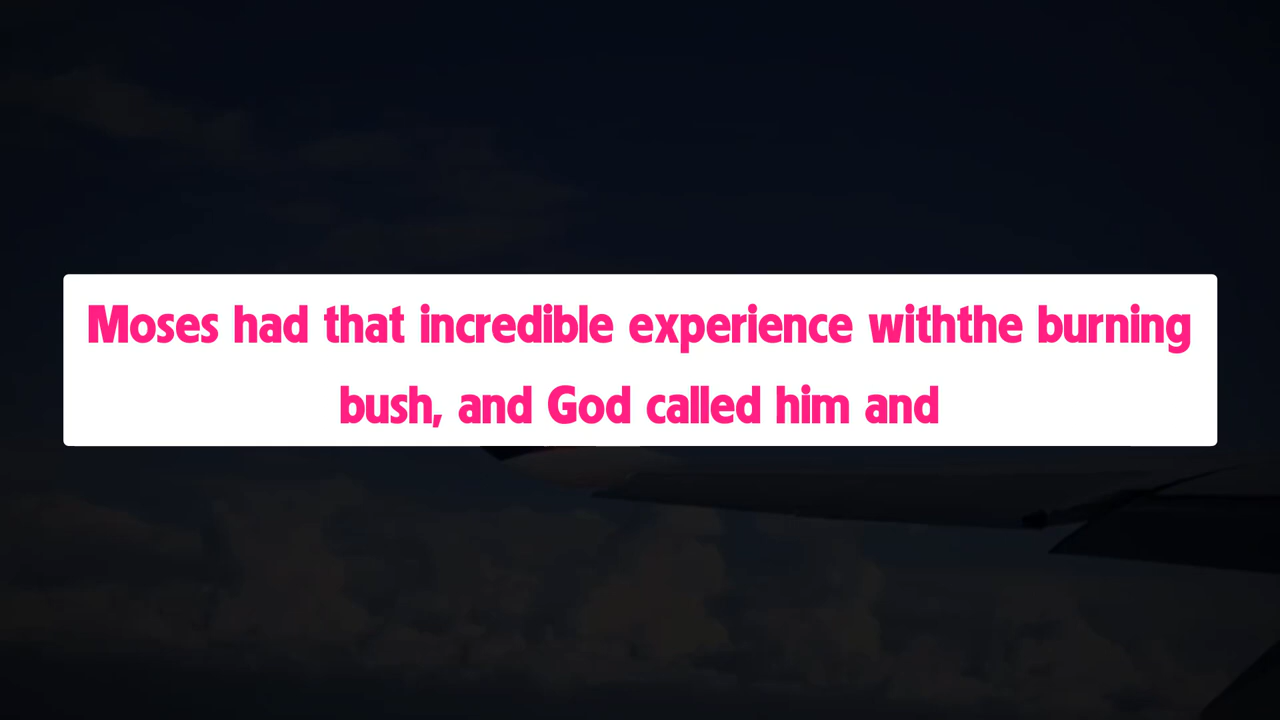 Moses had that incredible experience withthe burning
bush, and God called him and